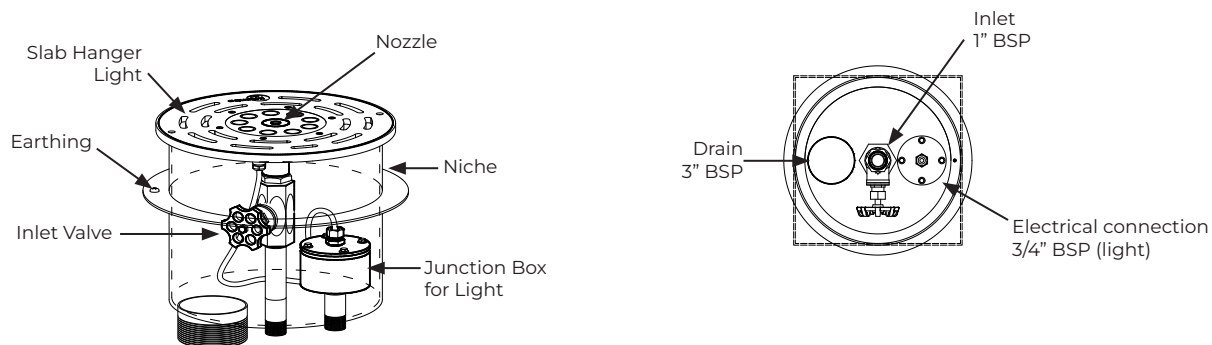 Slab Hanger
Light
Nozzle
Earthing
Niche
Inlet Valve
Junction Box
for Light
Inlet
1” BSP
Drain
3” BSP
Electrical connection
3/4” BSP (light)